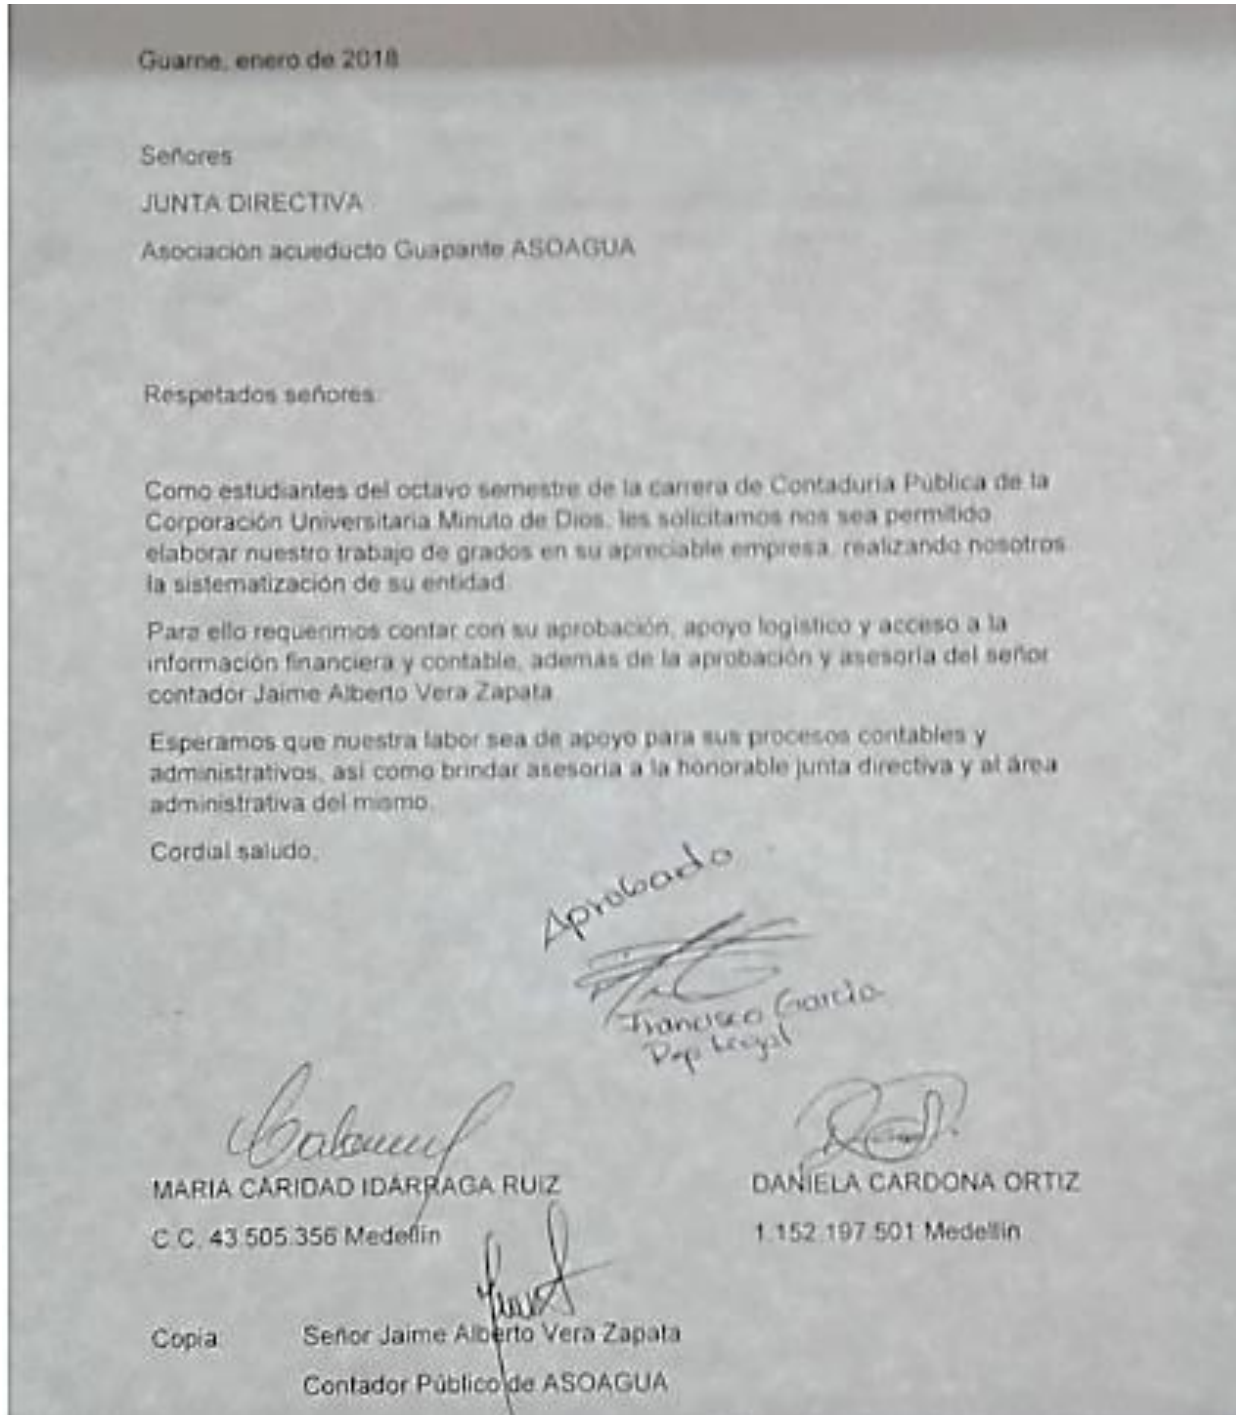 Guarne, enero de 2018
Señores
JUNTA DIRECTIVA
Asociación acueducto Guapante ASOAGUA
Respetados señores:
Como estudiantes del octavo semestre de la carrera de Contaduría Pública de la
Corporación Universitaria Minuto de Dios, les solicitamos nos sea permitido
elaborar nuestro trabajo de grados en su apreciable empresa, realizando nosotros
la sistematización de su entidad.
Para ello requerimos contar con su aprobación, apoyo logístico y acceso a la
información financiera y contable, además de la aprobación y asesoría del señor
contador Jaime Alberto Vera Zapata
Esperamos que nuestra labor sea de apoyo para sus procesos contables y
administrativos, así como brindar asesoría a la honorable junta directiva y al área
administrativa del mismo.
Cordial saludo,
Aprobado
Francisco García
Rep Legal
MARIA CARIDAD IDÁRRAGA RUIZ
C.C. 43.505.356 Medellín
DANIELA CARDONA ORTIZ
1.152.197.501 Medellín
Copia Señor Jaime Alberto Vera Zapata
Contador Público de ASOAGUA